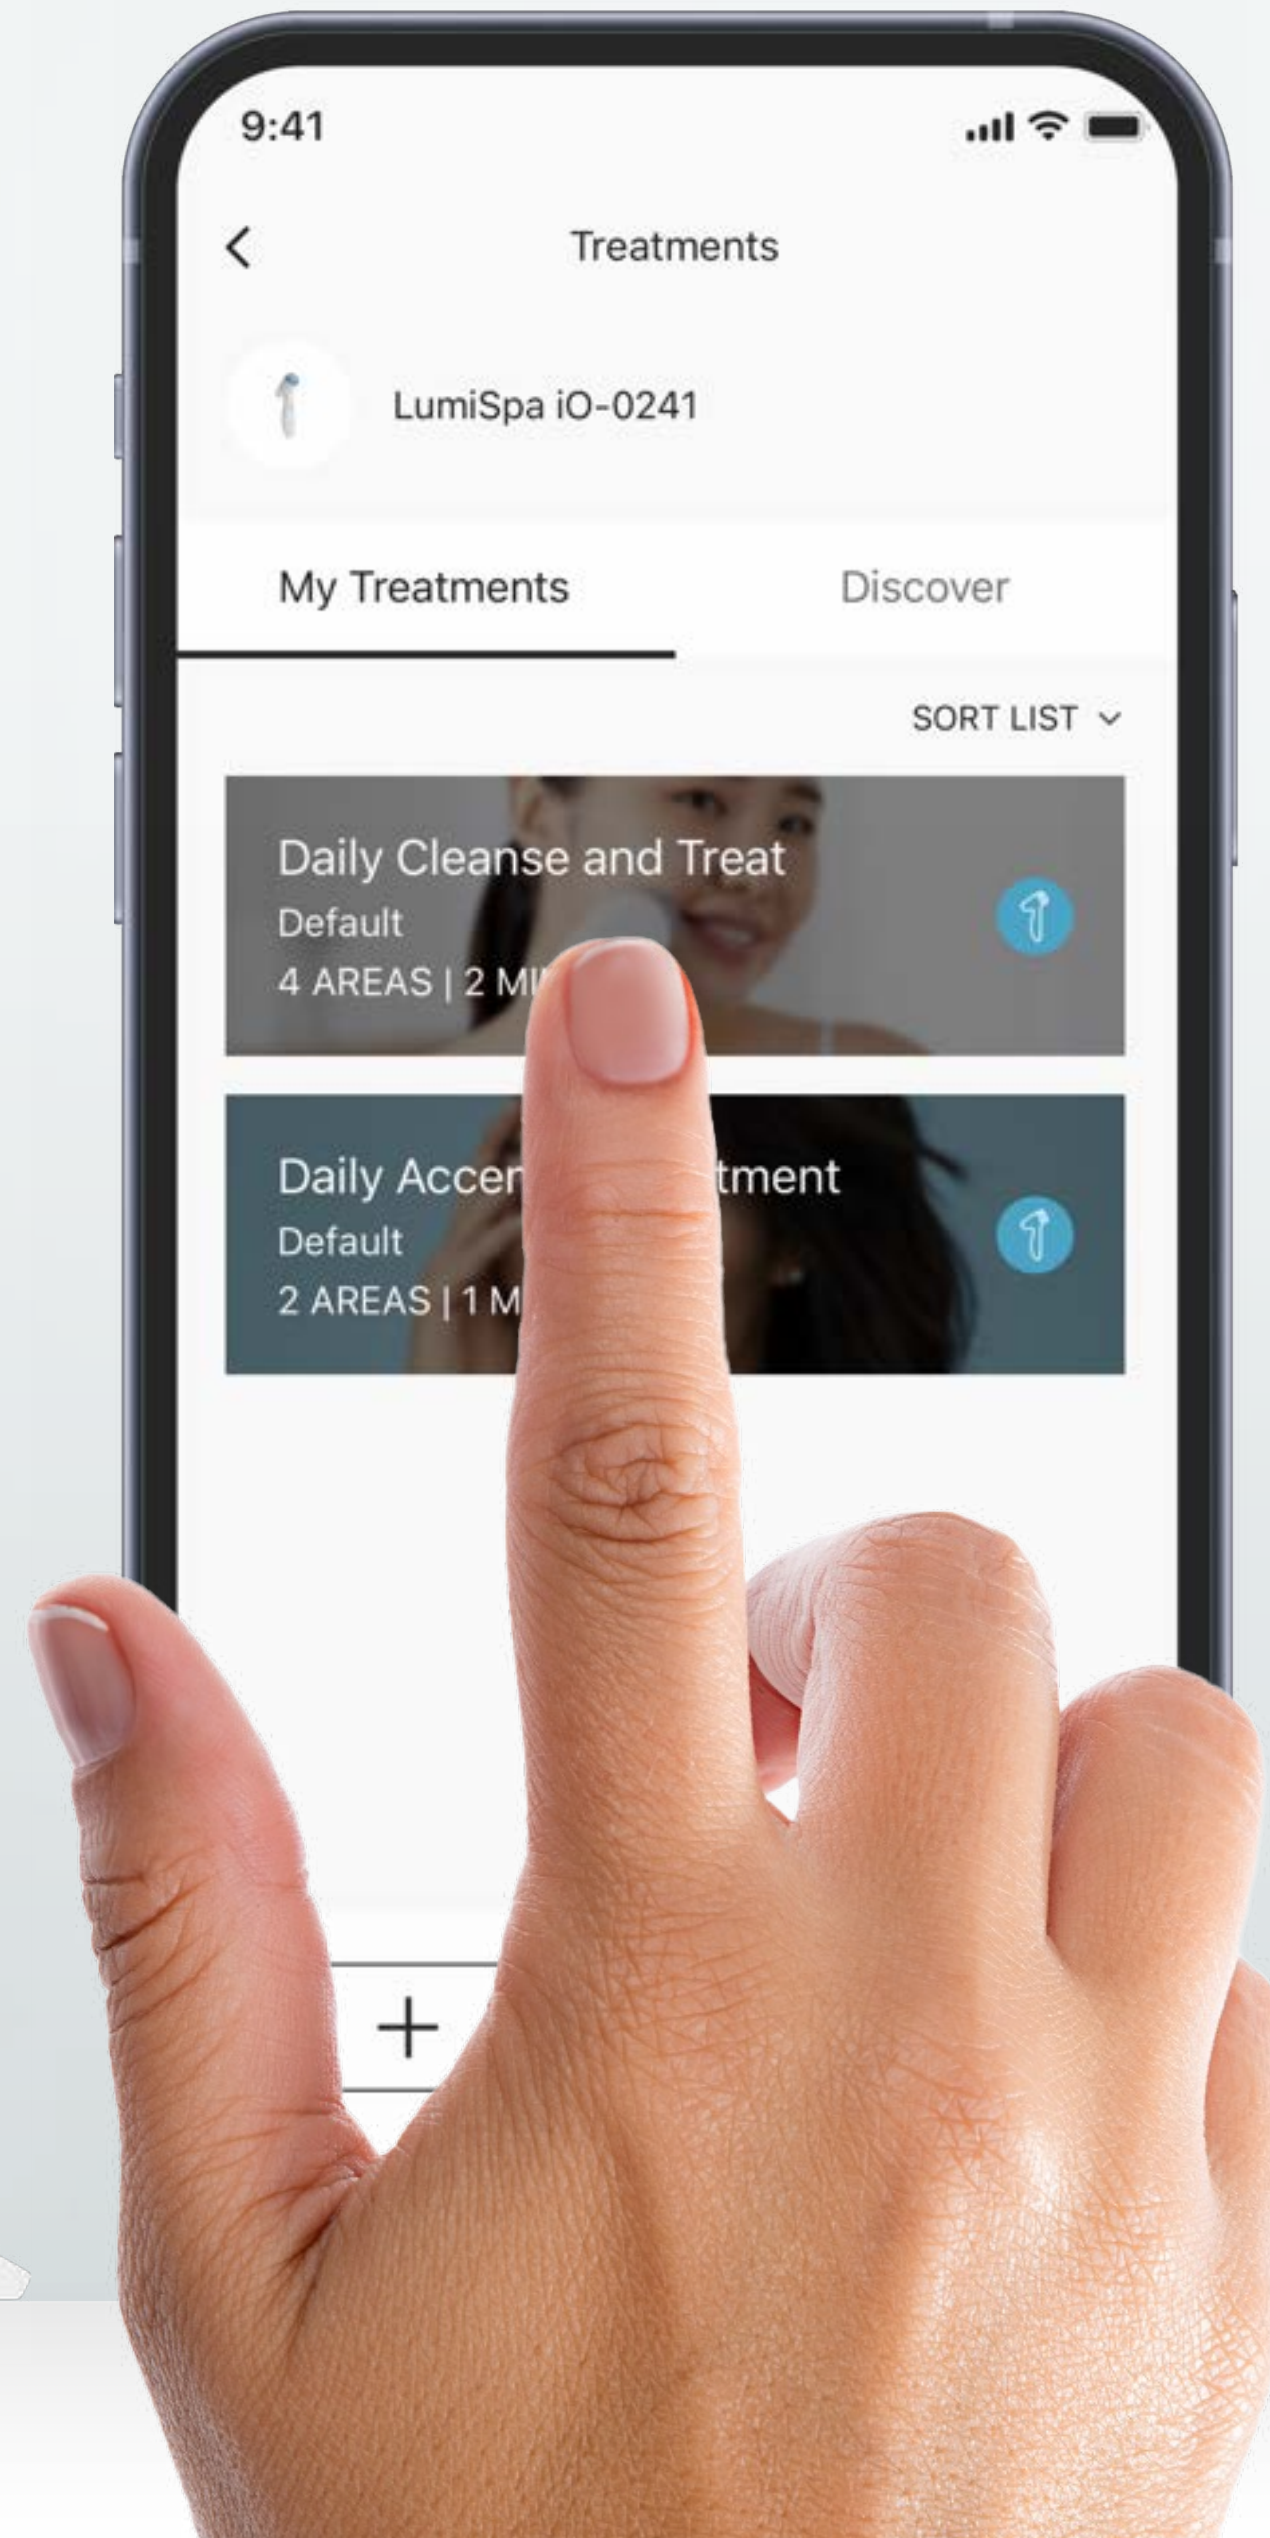 9:41
Treatments
LumiSpa iO-0241
My Treatments
Discover
SORT LIST
Daily Cleanse and Treat
Default
4 AREAS | 2
Daily
Default
2 AREAS | 1